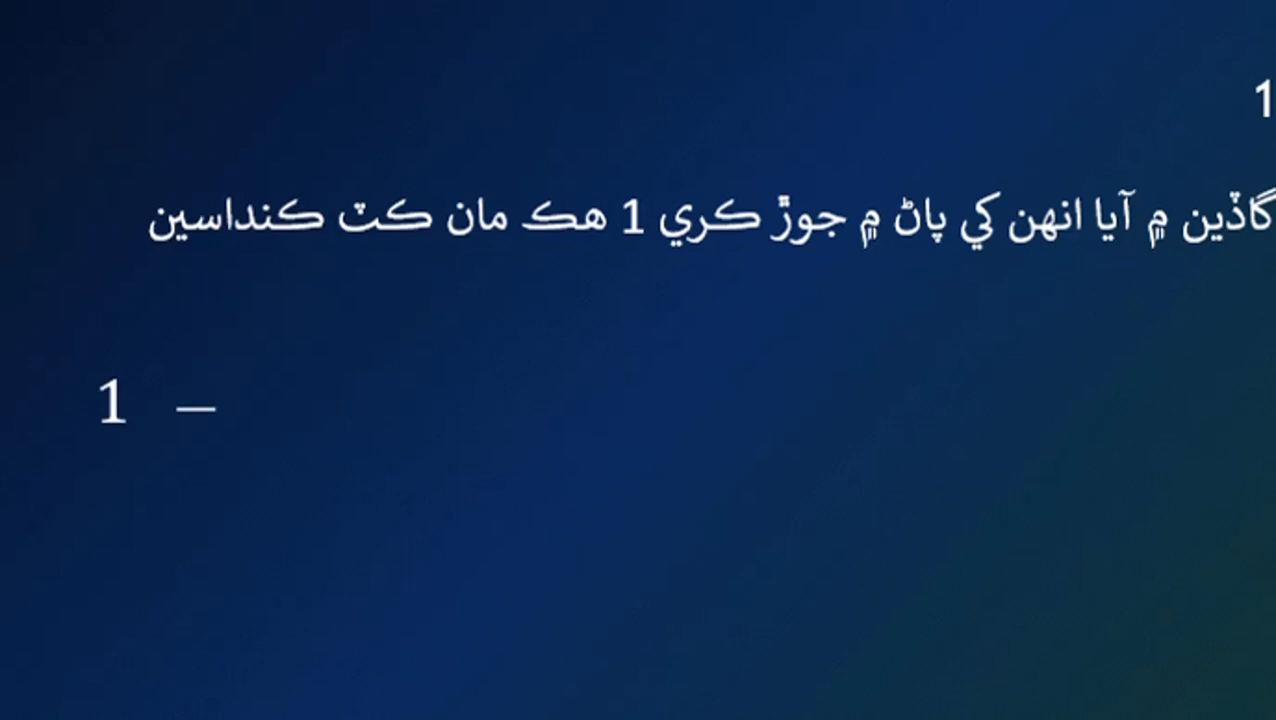 1
گاڏين ۾ آيا انهن کي پاڻ ۾ جوڙ ڪري 1 هڪ مان ڪٽ ڪنداسين
1 −